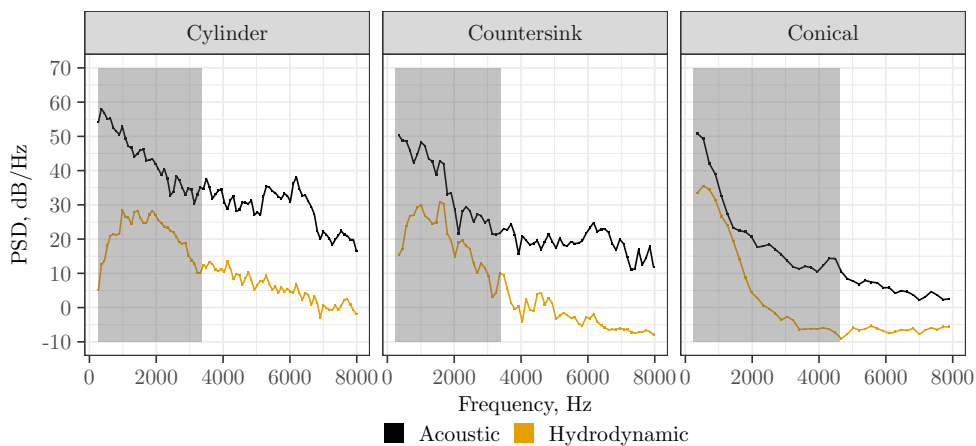 Cylinder Countersink Conical
70
60
50
40
30
20
10
0
-10
PSD, dB/Hz
0 2000 4000 6000 8000 0 2000 4000 6000 8000 0 2000 4000 6000 8000
Frequency, Hz
Acoustic Hydrodynamic